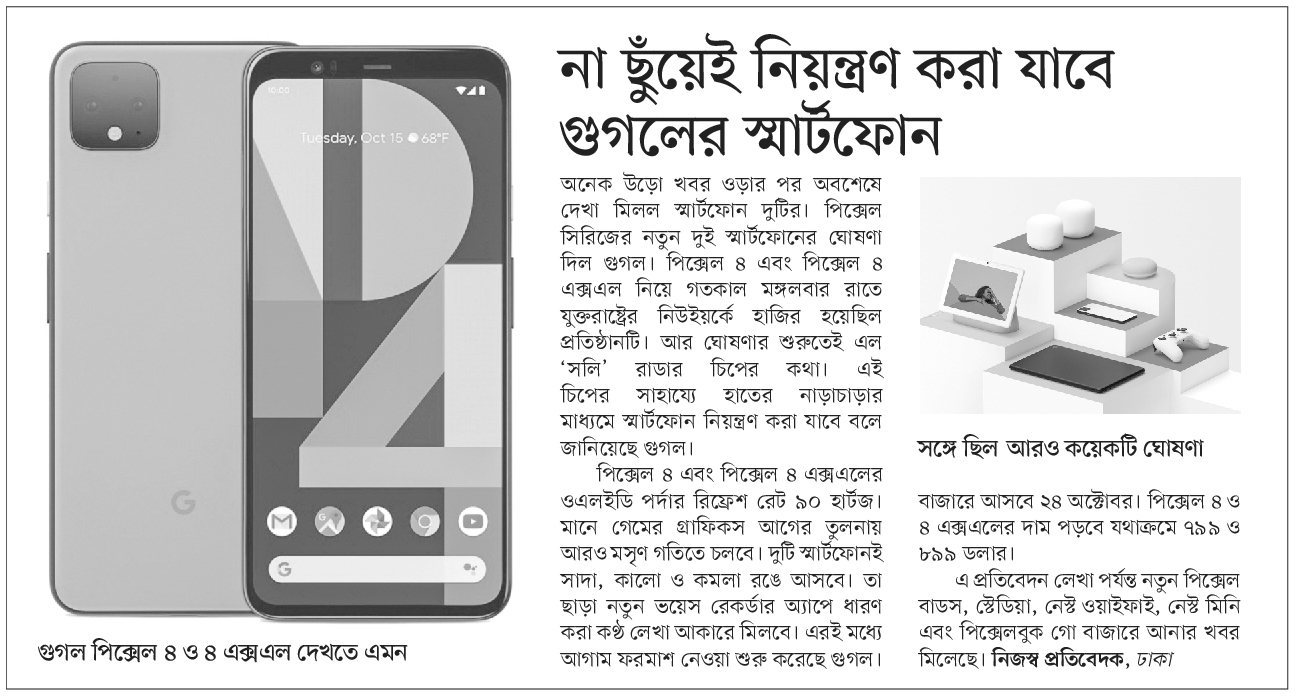 না ছুঁয়েই নিয়ন্ত্রণ করা যাবে
গুগলের স্মার্টফোন
10:00
Tuesday, Oct 15 68°F
G
G
গুগল পিক্সেল ৪ ও ৪ এক্সএল দেখতে এমন
অনেক উড়ো খবর ওড়ার পর অবশেষে
দেখা মিলল স্মার্টফোন দুটির। পিক্সেল
সিরিজের নতুন দুই স্মার্টফোনের ঘোষণা
দিল গুগল। পিক্সেল ৪ এবং পিক্সেল ৪
এক্সএল নিয়ে গতকাল মঙ্গলবার রাতে
যুক্তরাষ্ট্রের নিউইয়র্কে হাজির হয়েছিল
প্রতিষ্ঠানটি। আর ঘোষণার শুরুতেই এল
‘সলি’ রাডার চিপের কথা। এই
চিপের সাহায্যে হাতের নাড়াচাড়ার
মাধ্যমে স্মার্টফোন নিয়ন্ত্রণ করা যাবে বলে
জানিয়েছে গুগল।
পিক্সেল ৪ এবং পিক্সেল ৪ এক্সএলের
ওএলইডি পর্দার রিফ্রেশ রেট ৯০ হার্টজ।
মানে গেমের গ্রাফিকস আগের তুলনায়
আরও মসৃণ গতিতে চলবে। দুটি স্মার্টফোনই
সাদা, কালো ও কমলা রঙে আসবে। তা
ছাড়া নতুন ভয়েস রেকর্ডার অ্যাপে ধারণ
করা কণ্ঠ লেখা আকারে মিলবে। এরই মধ্যে
আগাম ফরমাশ নেওয়া শুরু করেছে গুগল।
সঙ্গে ছিল আরও কয়েকটি ঘোষণা
বাজারে আসবে ২৪ অক্টোবর। পিক্সেল ৪ ও
৪ এক্সএলের দাম পড়বে যথাক্রমে ৭৯৯ ও
৮৯৯ ডলার।
এ প্রতিবেদন লেখা পর্যন্ত নতুন পিক্সেল
বাডস, স্টেডিয়া, নেস্ট ওয়াইফাই, নেস্ট মিনি
এবং পিক্সেলবুক গো বাজারে আনার খবর
মিলেছে। নিজস্ব প্রতিবেদক, ঢাকা